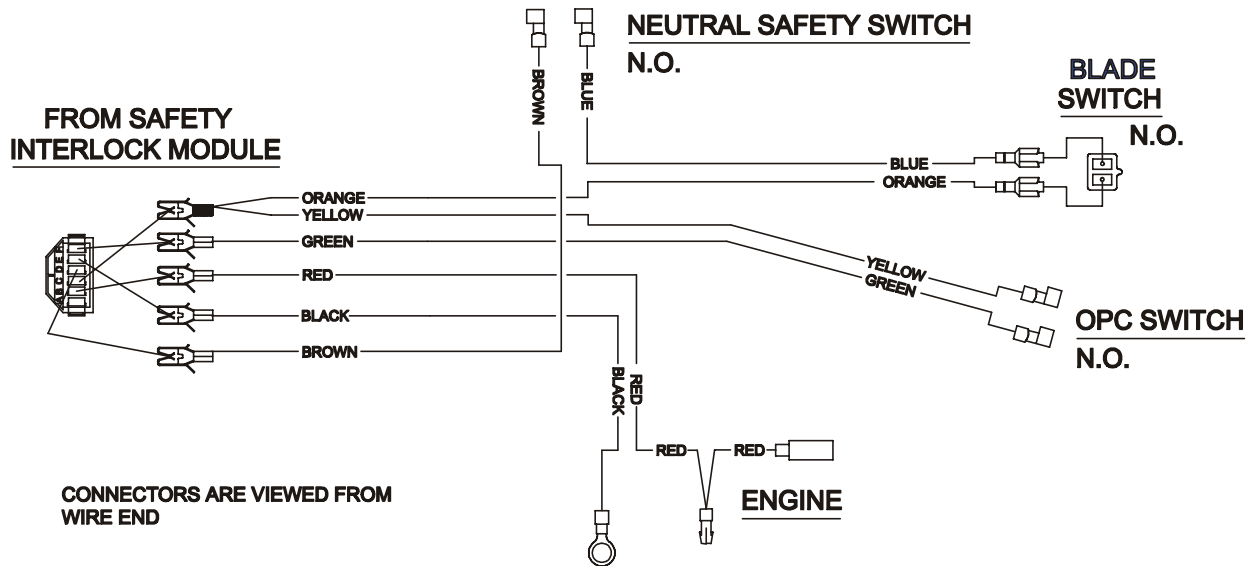 NEUTRAL SAFETY SWITCH
N.O.
BLADE
SWITCH
N.O.
BROWN
BLUE
FROM SAFETY
INTERLOCK MODULE
BLUE
ORANGE
ORANGE
YELLOW
GREEN
RED
BLACK
BROWN
A B C D E F
YELLOW
GREEN
OPC SWITCH
N.O.
BLACK
RED
RED
RED
ENGINE
CONNECTORS ARE VIEWED FROM
WIRE END